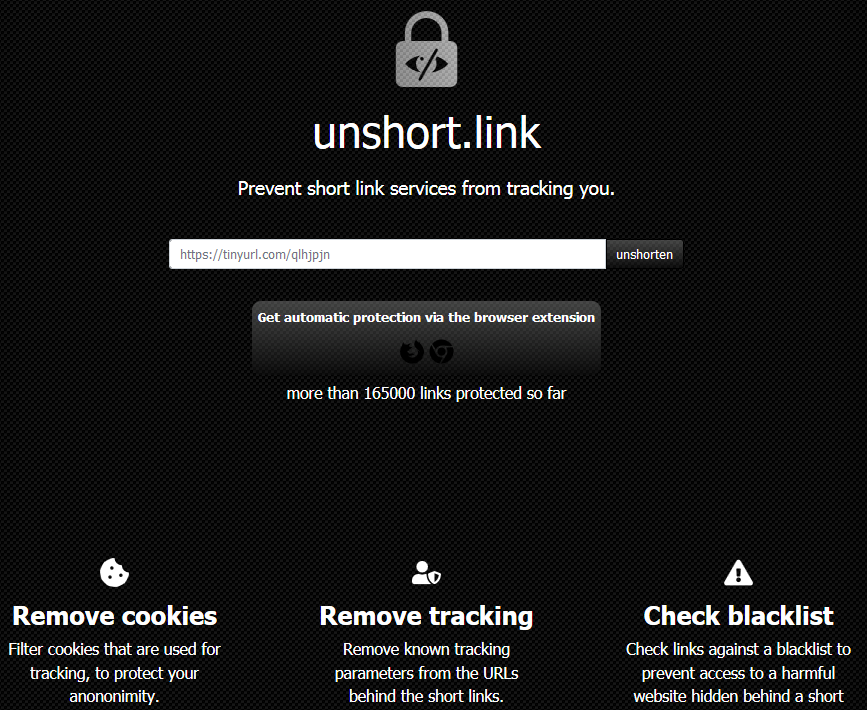 unshort.link
Prevent short link services from tracking you.
https://tinyurl.com/qlhjpjn
unshorten
Get automatic protection via the browser extension
more than 165000 links protected so far
Remove cookies
Filter cookies that are used for
tracking, to protect your
anononimity.
Remove tracking
Remove known tracking
parameters from the URLs
behind the short links.
Check blacklist
Check links against a blacklist to
prevent access to a harmful
website hidden behind a short